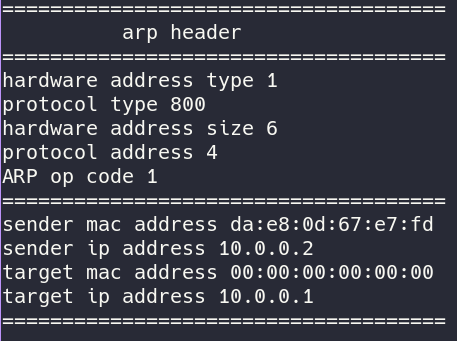 =====================================
arp header
=====================================
hardware address type 1
protocol type 800
hardware address size 6
protocol address 4
ARP op code 1
=====================================
sender mac address da:e8:0d:67:e7:fd
sender ip address 10.0.0.2
target mac address 00:00:00:00:00:00
target ip address 10.0.0.1
=====================================